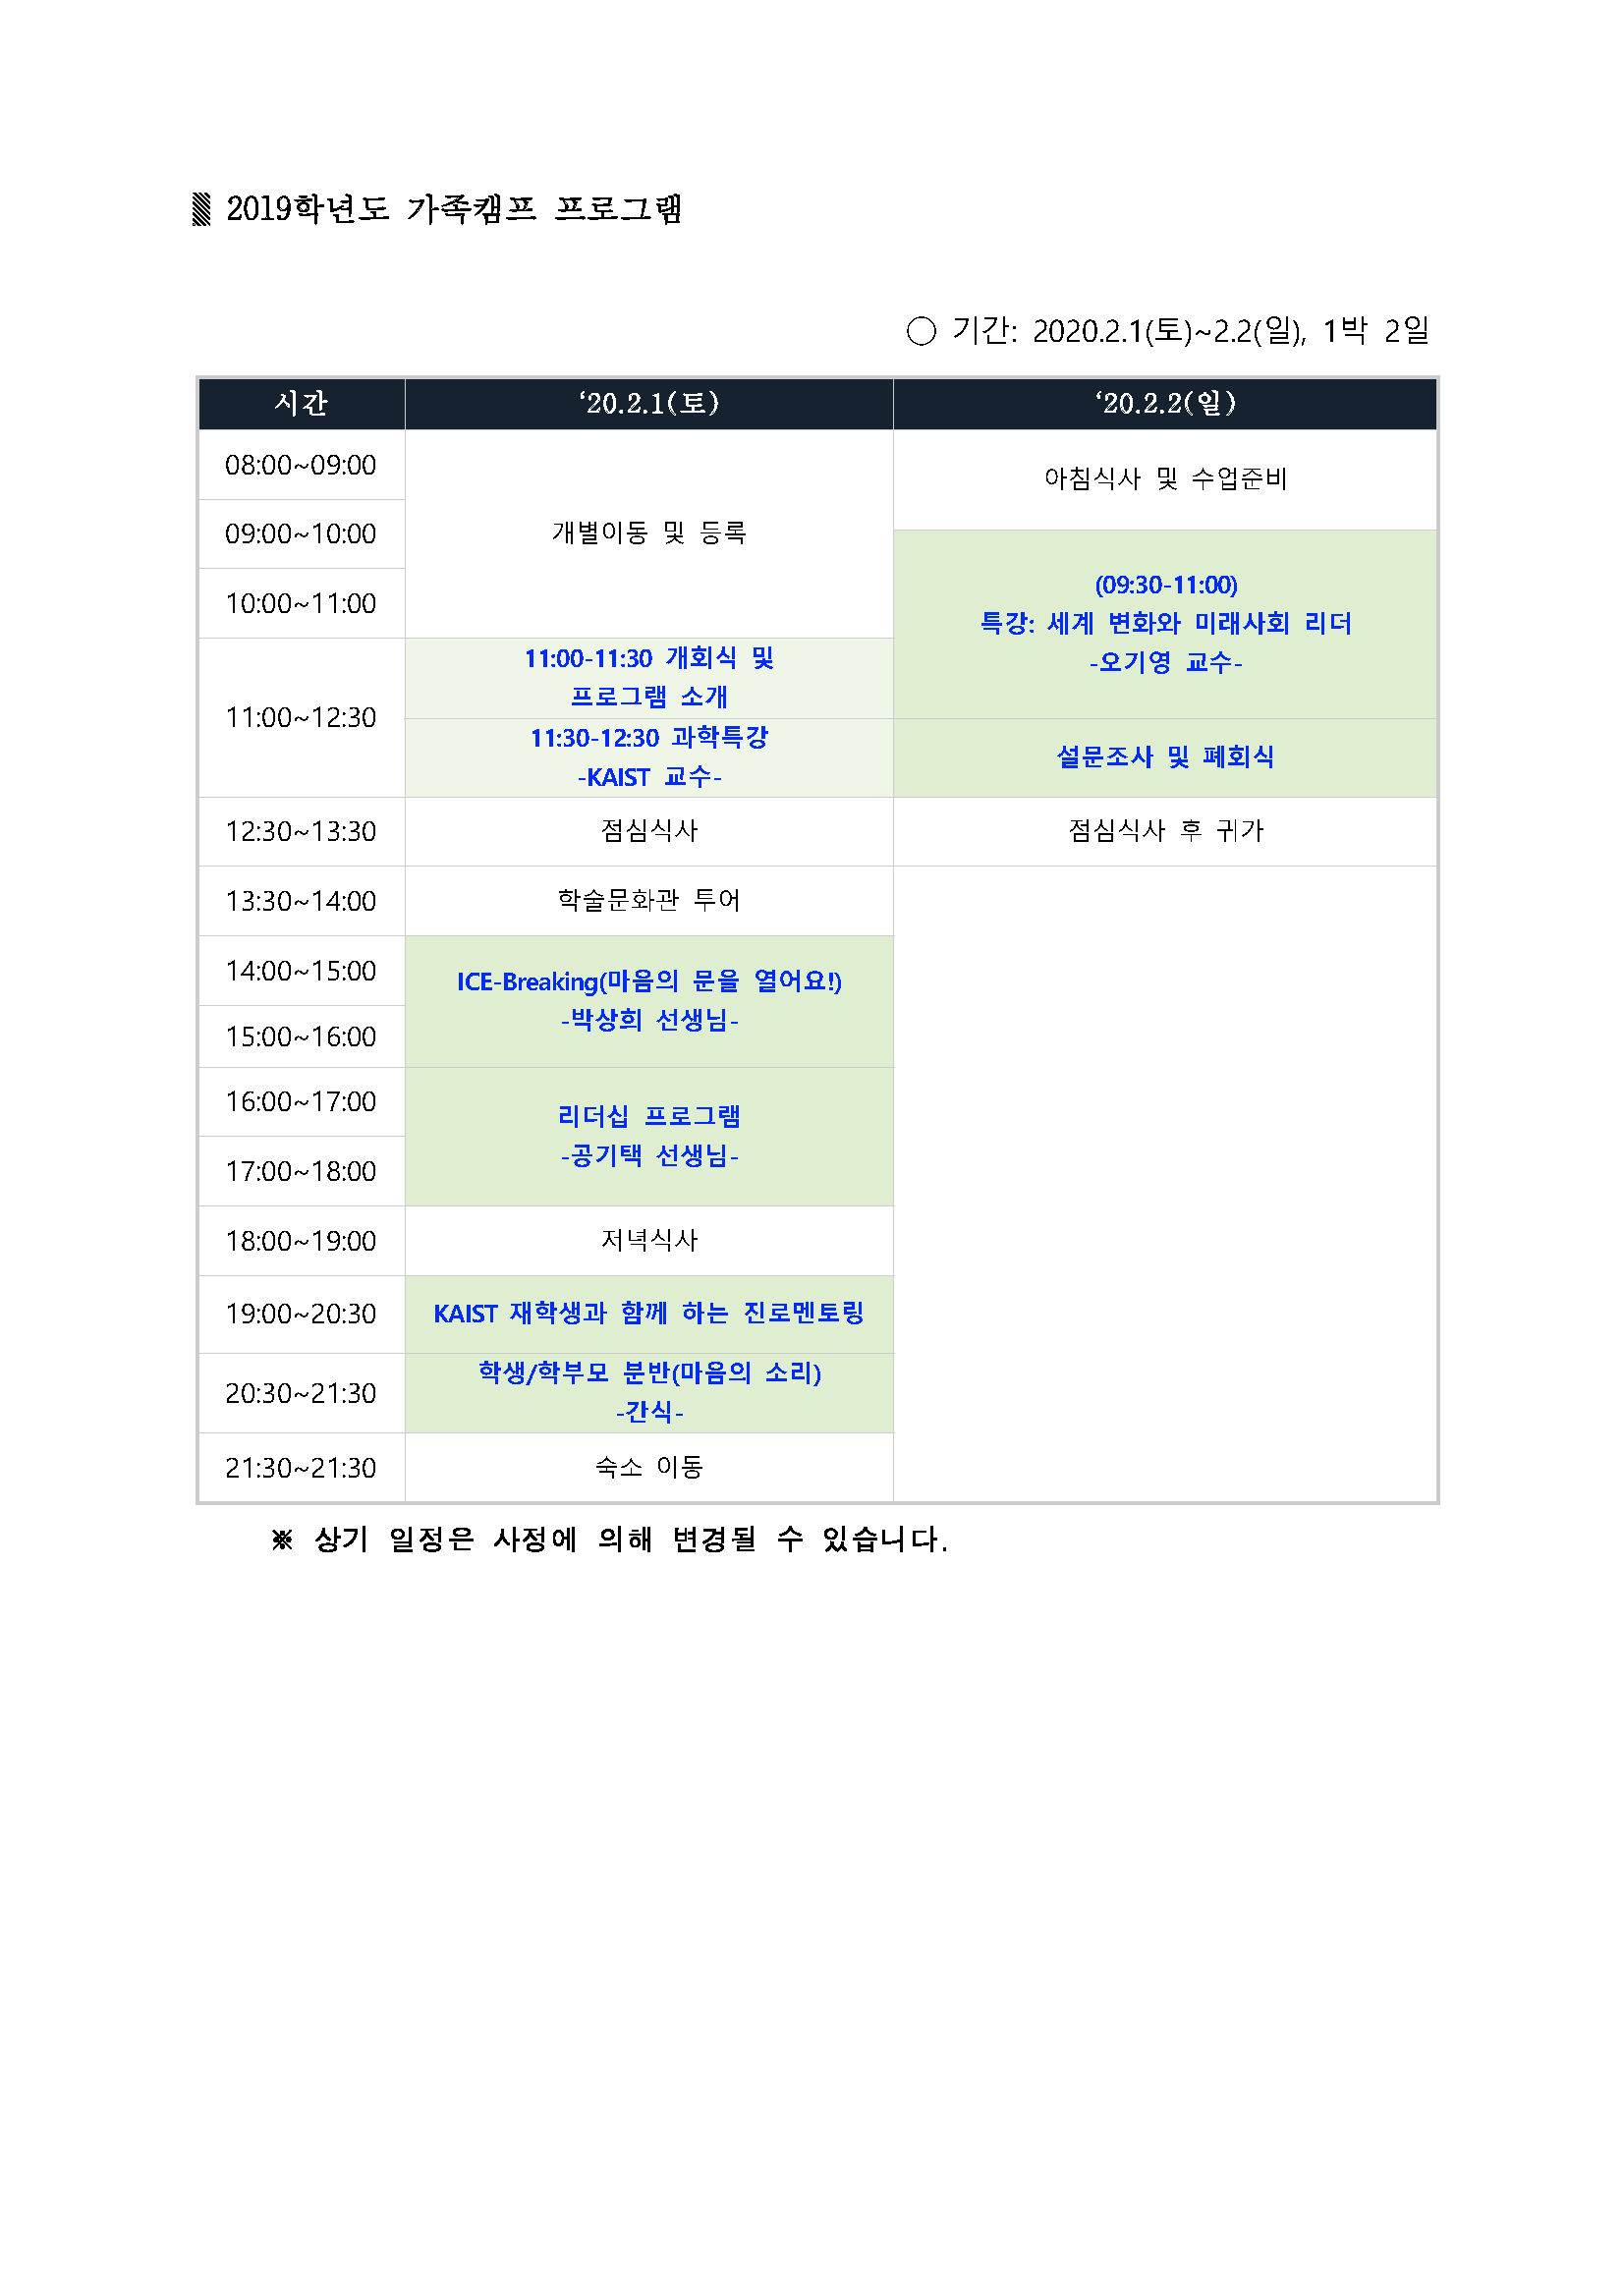 2019학년도 가족캠프 프로그램
○ 기간: 2020.2.1(토)~2.2(일), 1박 2일
시간 ‘20.2.1(토) ‘20.2.2(일)
08:00~09:00
아침식사 및 수업준비
09:00~10:00
개별이동 및 등록
10:00~11:00
(09:30-11:00)
특강: 세계 변화와 미래사회 리더
-오기영 교수-
11:00~12:30
11:00-11:30 개회식 및
프로그램 소개
11:30-12:30 과학특강
-KAIST 교수-
설문조사 및 폐회식
12:30~13:30 점심식사 점심식사 후 귀가
13:30~14:00 학술문화관 투어
14:00~15:00
ICE-Breaking(마음의 문을 열어요!)
-박상희 선생님-
15:00~16:00
16:00~17:00
리더십 프로그램
-공기택 선생님-
17:00~18:00
18:00~19:00 저녁식사
19:00~20:30 KAIST 재학생과 함께 하는 진로멘토링
20:30~21:30
학생/학부모 분반(마음의 소리)
-간식-
21:30~21:30 숙소 이동
※ 상기 일정은 사정에 의해 변경될 수 있습니다.